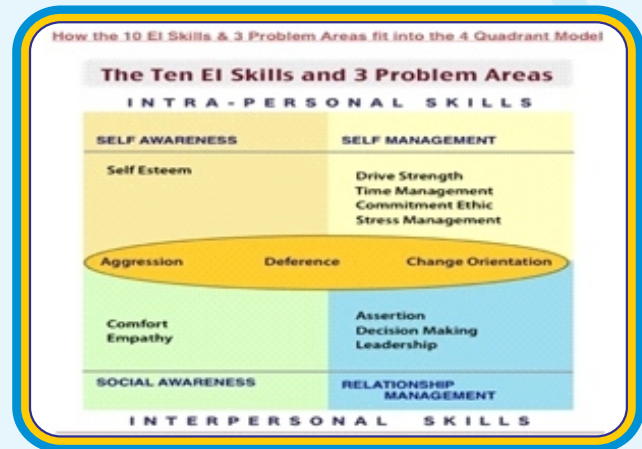 How the 10 EI Skills & 3 Problem Areas fit into the 4 Quadrant Model
The Ten EI Skills and 3 Problem Areas
INTRA-PERSONAL SKILLS
SELF AWARENESS
Self Esteem
SELF MANAGEMENT
Drive Strength
Time Management
Commitment Ethic
Stress Management
Aggression Deference Change Orientation
Comfort
Empathy
SOCIAL AWARENESS
Assertion
Decision Making
Leadership
RELATIONSHIP
MANAGEMENT
INTERPERSONAL SKILLS